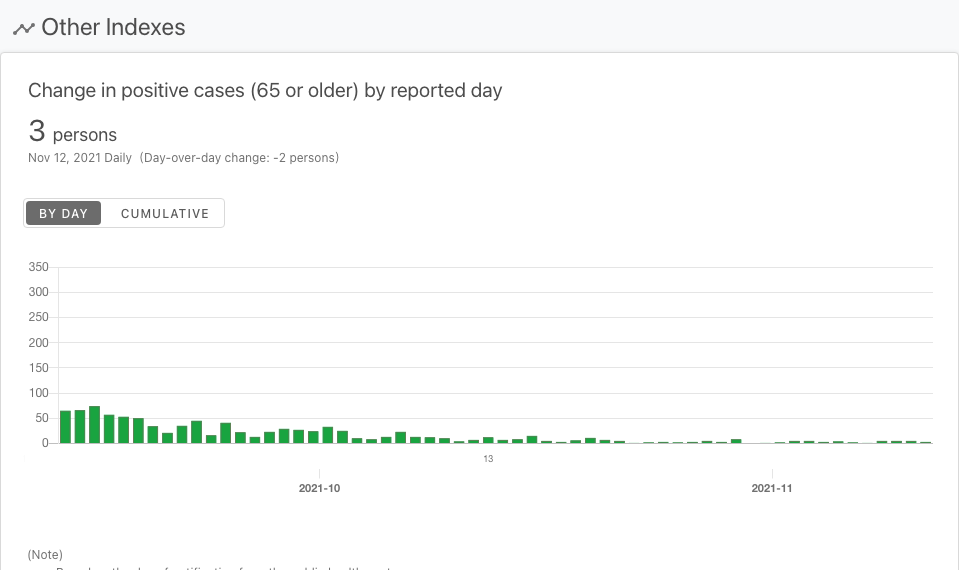 Other Indexes
Change in positive cases (65 or older) by reported day
3 persons
Nov 12, 2021 Daily (Day-over-day change: -2 persons)
BY DAY CUMULATIVE
350
300
250
200
150
100
50
0
13
2021-10 2021-11
(Note)